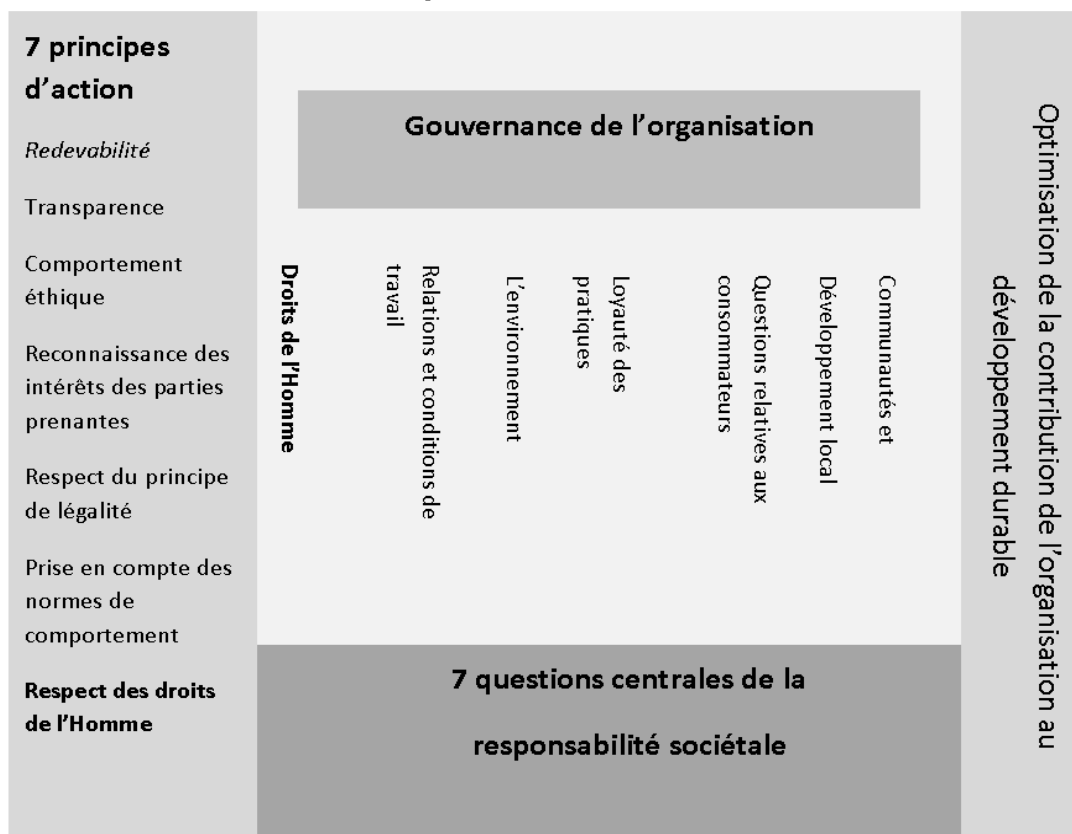 7 principes
d'action
Redevabilité
Transparence
Comportement
éthique
Reconnaissance des
intérêts des parties
prenantes
Respect du principe
de légalité
Prise en compte des
normes de
comportement
Respect des droits
de l'Homme
Gouvernance de l'organisation
Droits de l'Homme
Relations et conditions de
travail
L'environnement
Loyauté des
pratiques
Questions relatives aux
consommateurs
Communautés et
Développement local
7 questions centrales de la
responsabilité sociétale
Optimisation de la contribution de l'organisation au
développement durable